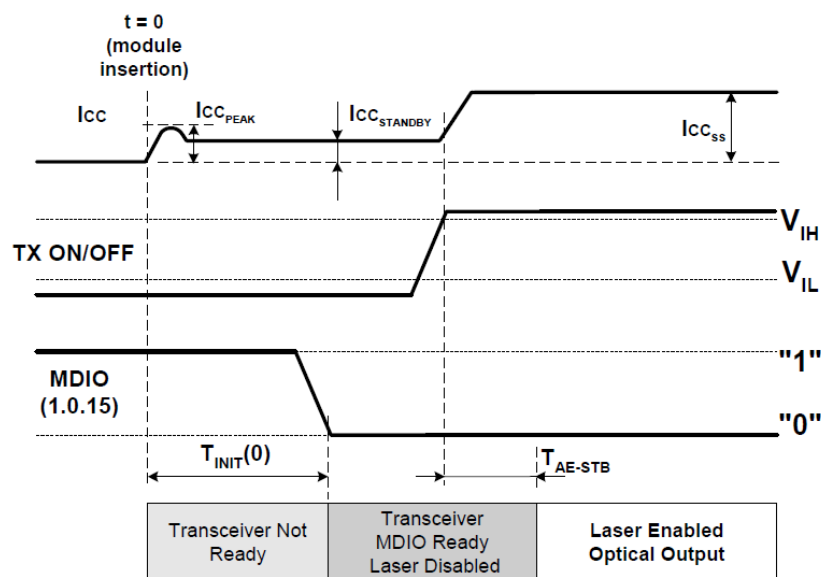 t = 0
(module
insertion)
Icc
IccPEAK
IccSTANDBY
Iccss
TX ON/OFF
VIH
VIL
MDIO
(1.0.15)
"1"
"0"
TINIT(0)
TAE-STB
Transceiver Not
Ready
Transceiver
MDIO Ready
Laser Disabled
Laser Enabled
Optical Output